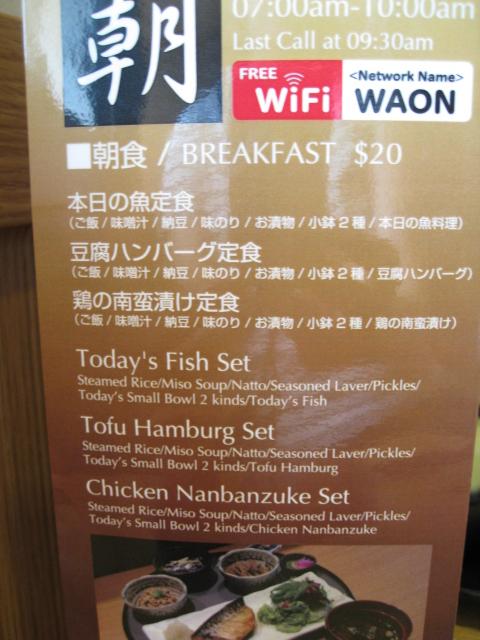 朝
07:00am-10:00am
Last Call at 09:30am
FREE
WiFi
<Network Name>
WAON
■朝食 / BREAKFAST $20
本日の魚定食
（ご飯 / 味噌汁 / 納豆 / 味のり / お漬物 / 小鉢２種 / 本日の魚料理）
豆腐ハンバーグ定食
（ご飯 / 味噌汁 / 納豆 / 味のり / お漬物 / 小鉢２種 / 豆腐ハンバーグ）
鶏の南蛮漬け定食
（ご飯 / 味噌汁 / 納豆 / 味のり / お漬物 / 小鉢２種 / 鶏の南蛮漬け）
Today's Fish Set
Steamed Rice/Miso Soup/Natto/Seasoned Laver/Pickles/
Today's Small Bowl 2 kinds/Today's Fish
Tofu Hamburg Set
Steamed Rice/Miso Soup/Natto/Seasoned Laver/Pickles/
Today's Small Bowl 2 kinds/Tofu Hamburg
Chicken Nanbanzuke Set
Steamed Rice/Miso Soup/Natto/Seasoned Laver/Pickles/
Today's Small Bowl 2 kinds/Chicken Nanbanzuke